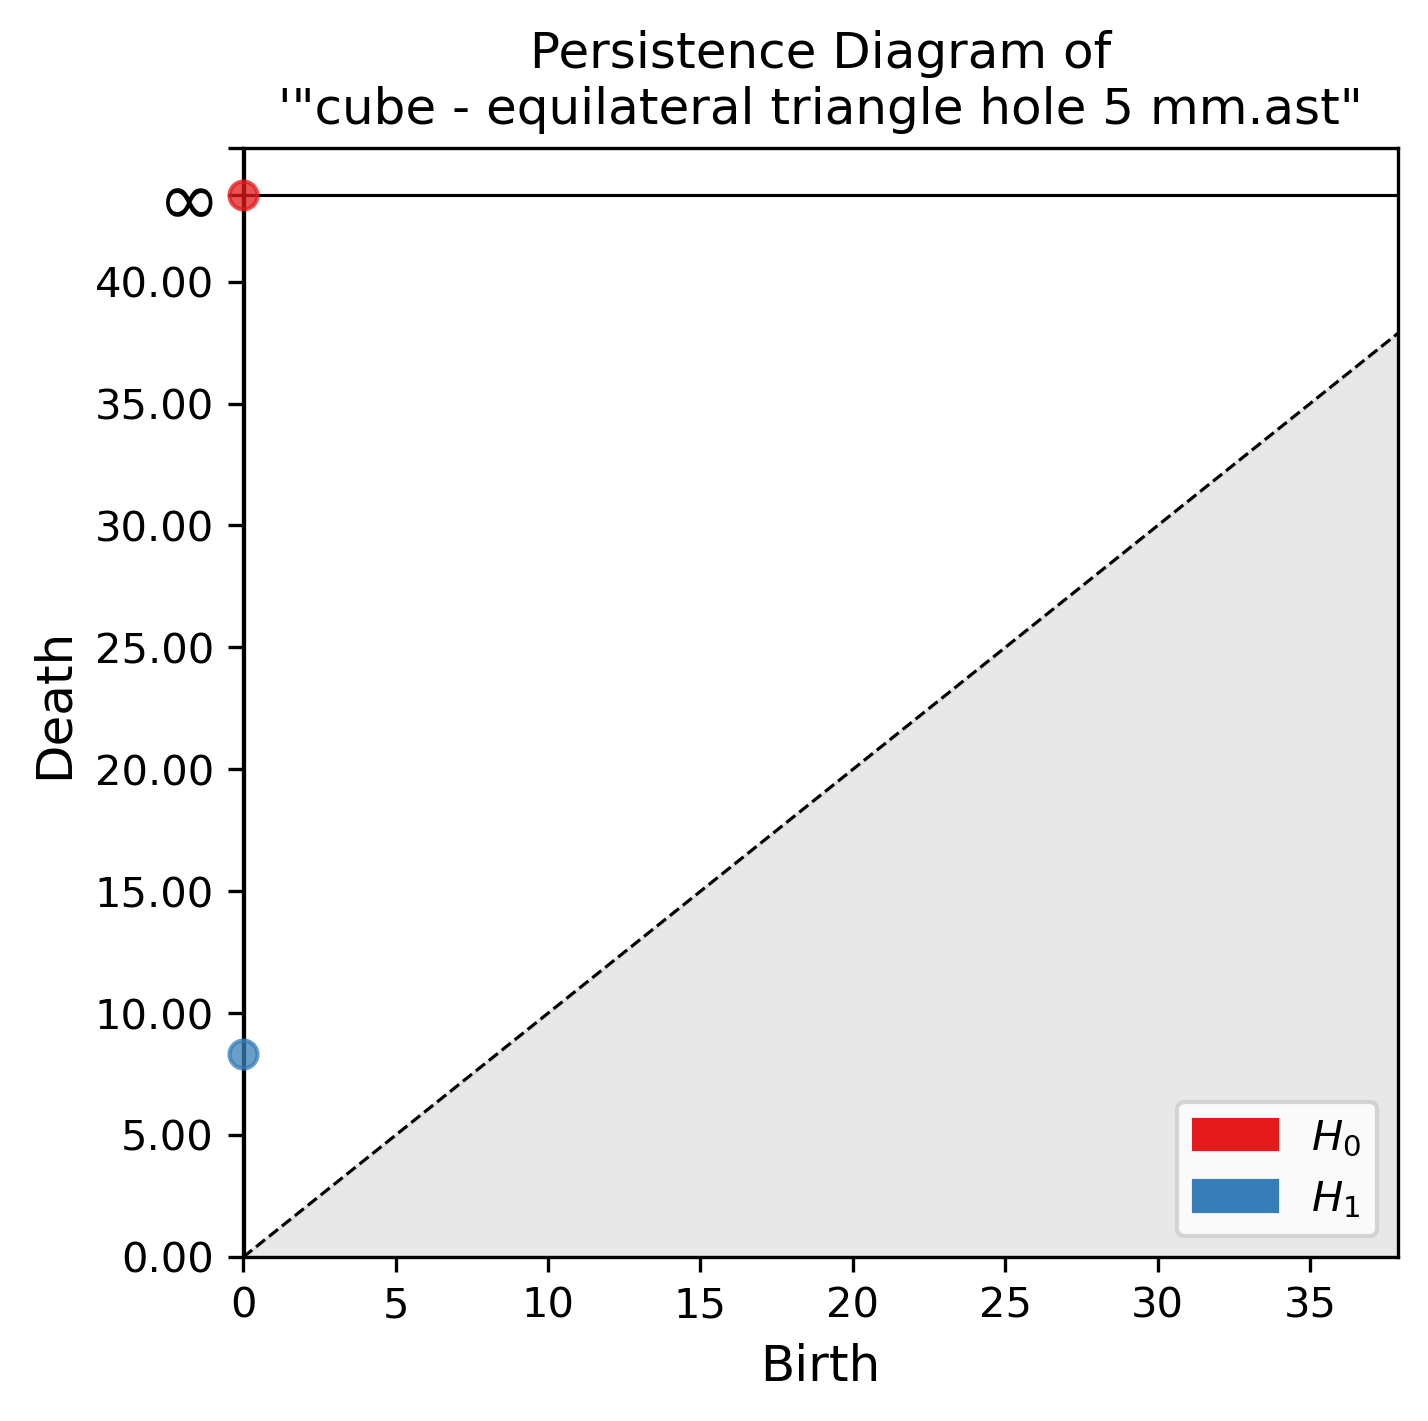 Persistence Diagram of
'"cube - equilateral triangle hole 5 mm.ast"
∞
40.00
35.00
30.00
25.00
20.00
15.00
10.00
5.00
0.00
Death
0 5 10 15 20 25 30 35
Birth
H₀
H₁